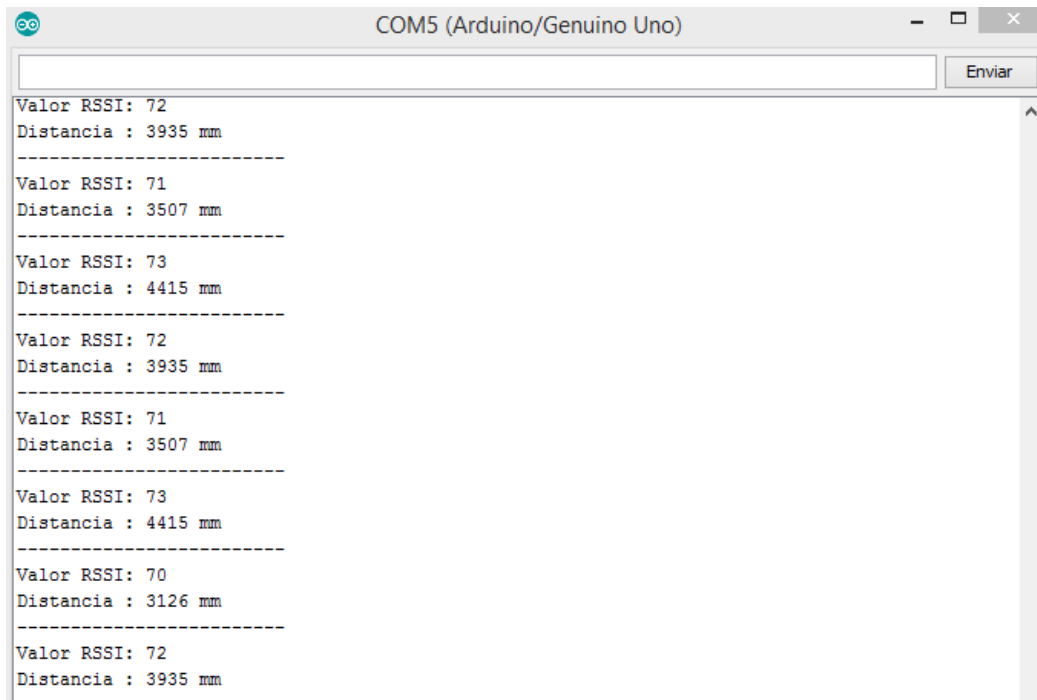 COM5 (Arduino/Genuino Uno)
Enviar
Valor RSSI: 72
Distancia : 3935 mm
-------------------------
Valor RSSI: 71
Distancia : 3507 mm
-------------------------
Valor RSSI: 73
Distancia : 4415 mm
-------------------------
Valor RSSI: 72
Distancia : 3935 mm
-------------------------
Valor RSSI: 71
Distancia : 3507 mm
-------------------------
Valor RSSI: 73
Distancia : 4415 mm
-------------------------
Valor RSSI: 70
Distancia : 3126 mm
-------------------------
Valor RSSI: 72
Distancia : 3935 mm